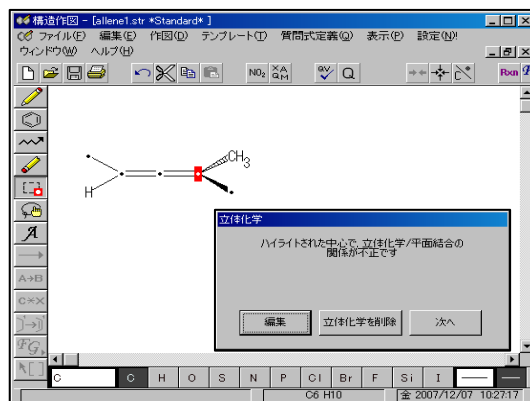 構造作図 - [allene1.str *Standard* ]
ファイル(F) 編集(E) 作図(D) テンプレート(T) 質問式定義(Q) 表示(P) 設定(N)!
ウィンドウ(W) ヘルプ(H)
NO₂ XA QM QV Q C Rxn
CH₃
H
立体化学
ハイライトされた中心で、立体化学/平面結合の
関係が不正です
編集 立体化学を削除 次へ
A
A→B
C×X
FG
C C H O S N P Cl Br F Si I
C6 H10 金 2007/12/07 10:27:17